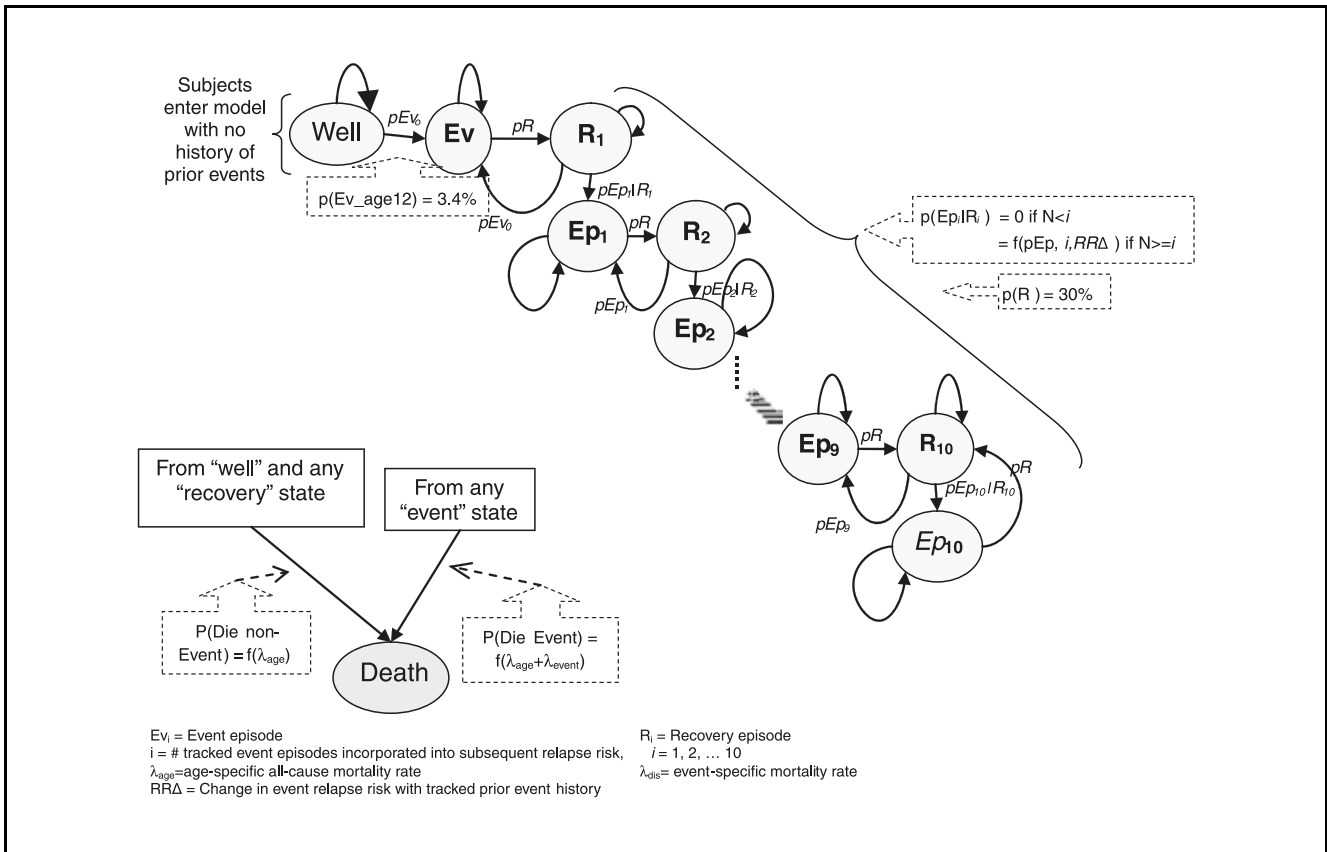 Subjects
enter model
with no
history of
prior events
Well
pEv₀
Ev
pR
R₁
p(Ev_age12) = 3.4%
pEv₀
pEp₁|R₁
Ep₁
pR
R₂
pEp₁
pEp₂|R₂
Ep₂
p(EpᵢIRᵢ ) = 0 if N<i
= f(pEp, i,RRΔ ) if N>=i
p(R ) = 30%
Ep₉
pR
R₁₀
pR
pEp₁₀|R₁₀
pEp₉
Ep₁₀
From “well” and any
“recovery” state
From any
“event” state
P(Die non-
Event) = f(λage)
P(Die Event) =
f(λage+λevent)
Death
Evᵢ = Event episode
i = # tracked event episodes incorporated into subsequent relapse risk,
λage=age-specific all-cause mortality rate
RRΔ = Change in event relapse risk with tracked prior event history
Rᵢ = Recovery episode
i = 1, 2, … 10
λdis= event-specific mortality rate